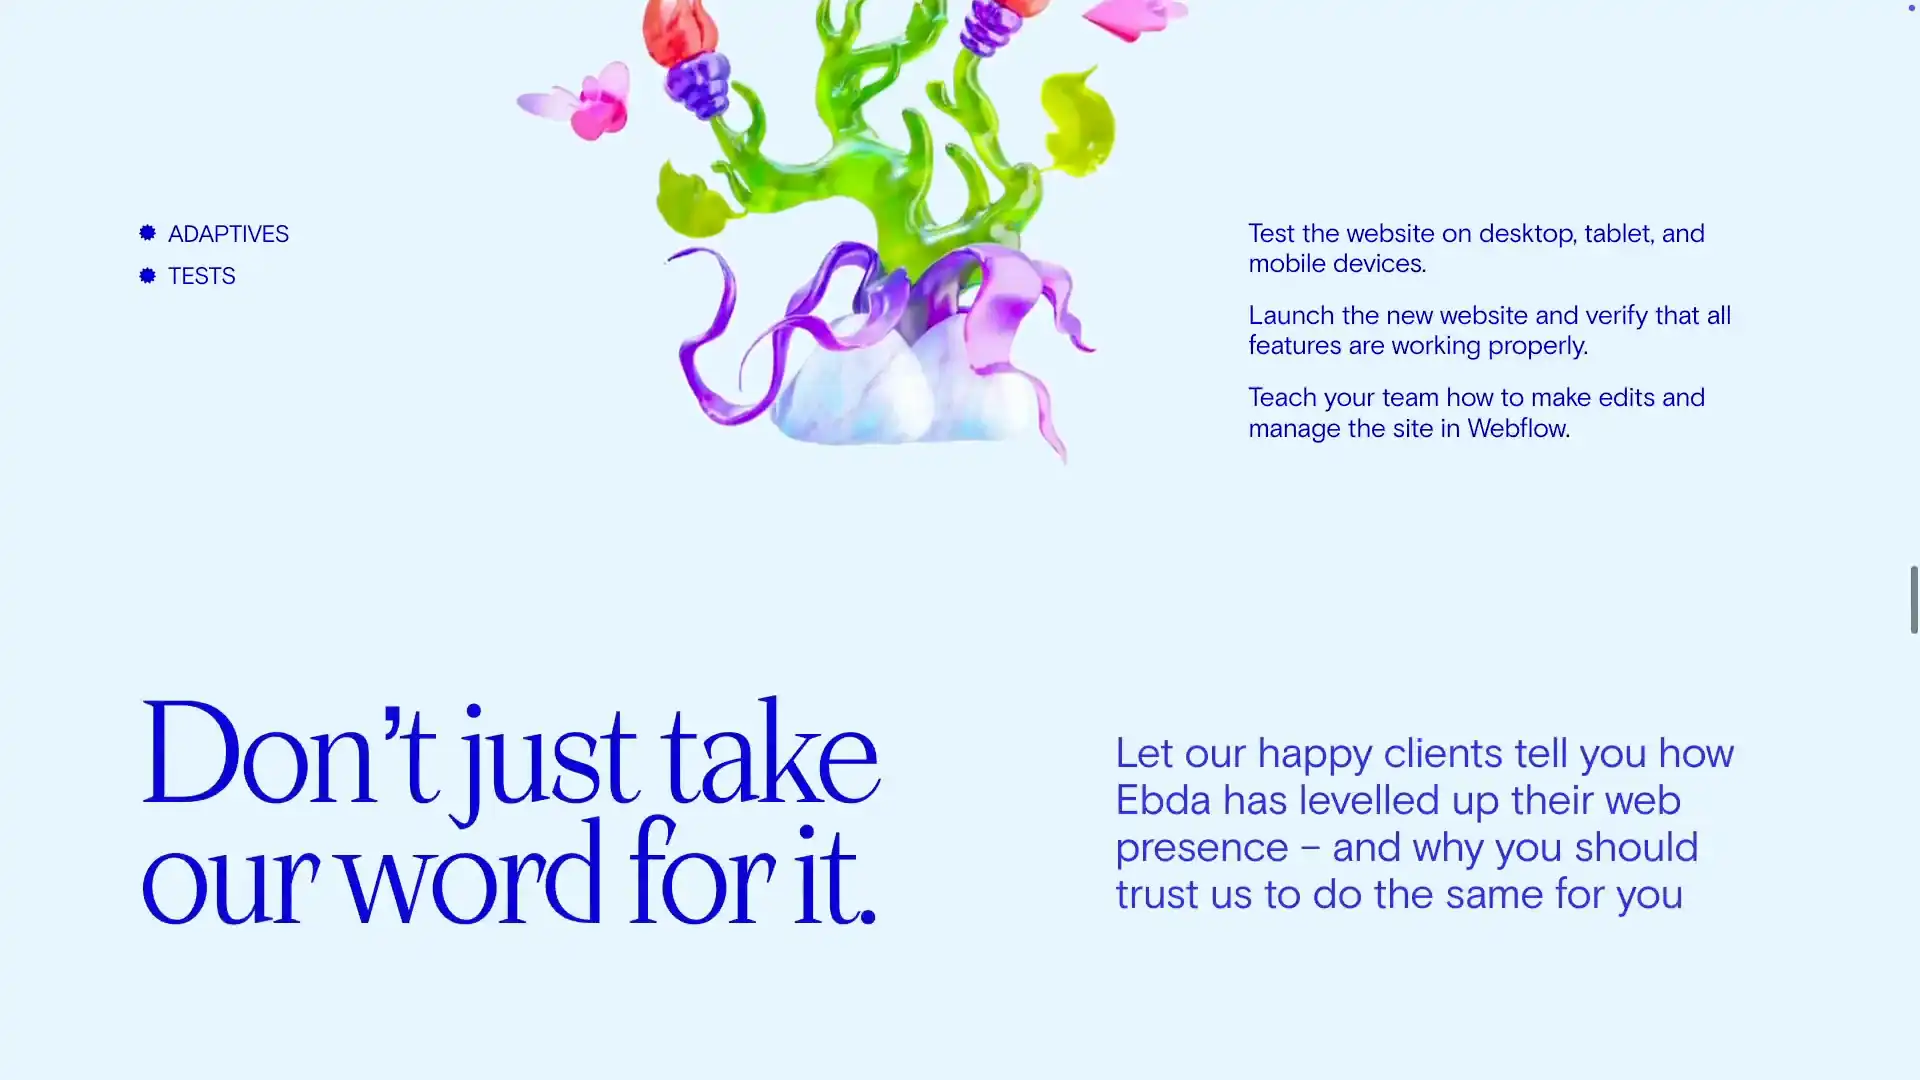 ADAPTIVES
TESTS
Test the website on desktop, tablet, and
mobile devices.
Launch the new website and verify that all
features are working properly.
Teach your team how to make edits and
manage the site in Webflow.
Don’t just take
our word for it.
Let our happy clients tell you how
Ebda has levelled up their web
presence – and why you should
trust us to do the same for you